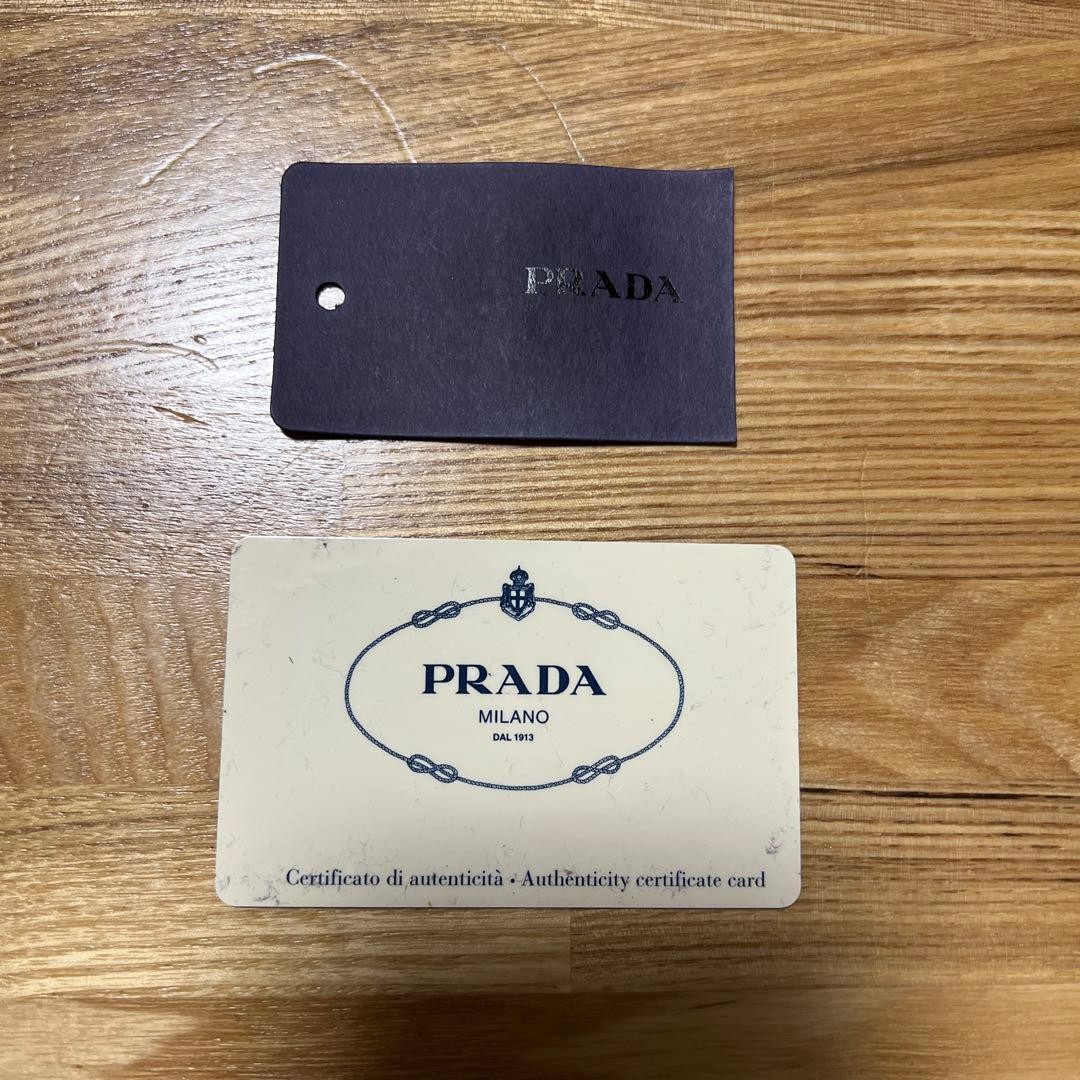 PRADA
PRADA
MILANO
DAL 1913
Certificato di autenticità • Authenticity certificate card